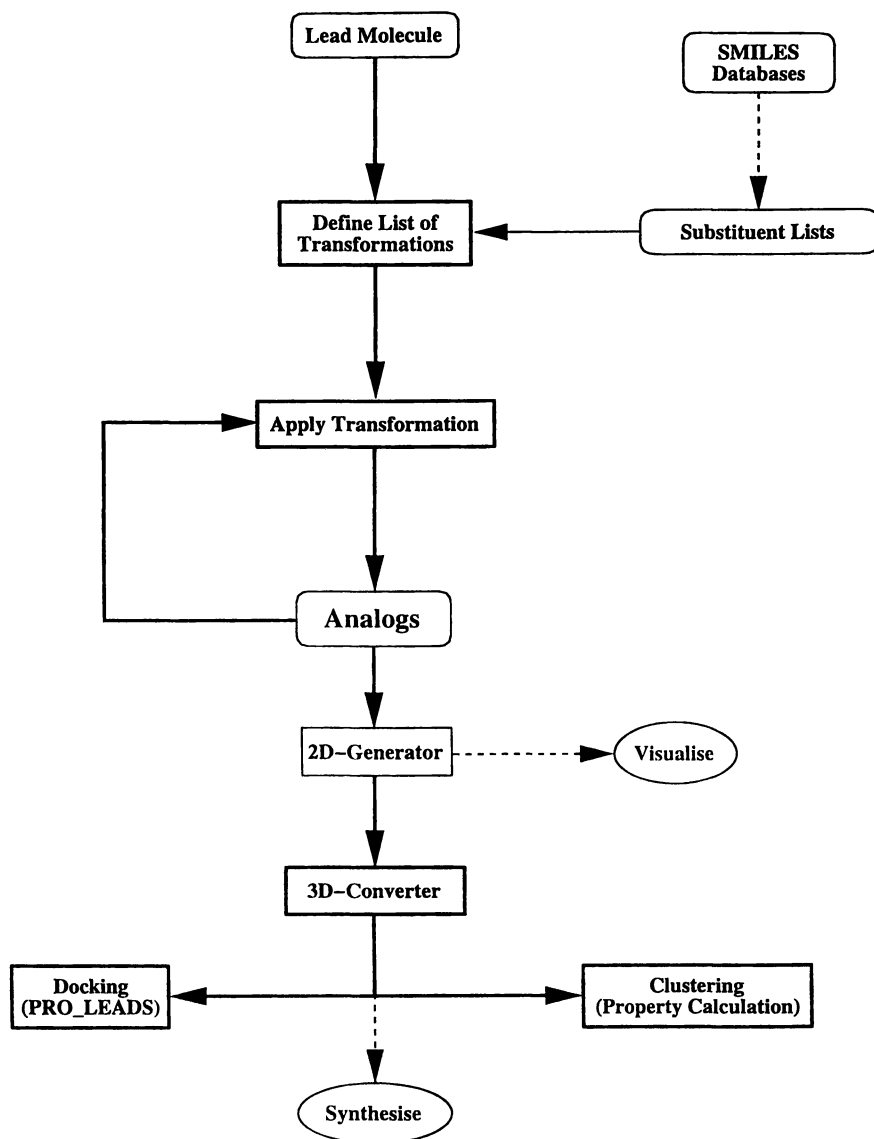 Lead Molecule
SMILES
Databases
Define List of
Transformations
Substituent Lists
Apply Transformation
Analogs
2D-Generator
Visualise
3D-Converter
Docking
(PRO_LEADS)
Clustering
(Property Calculation)
Synthesise